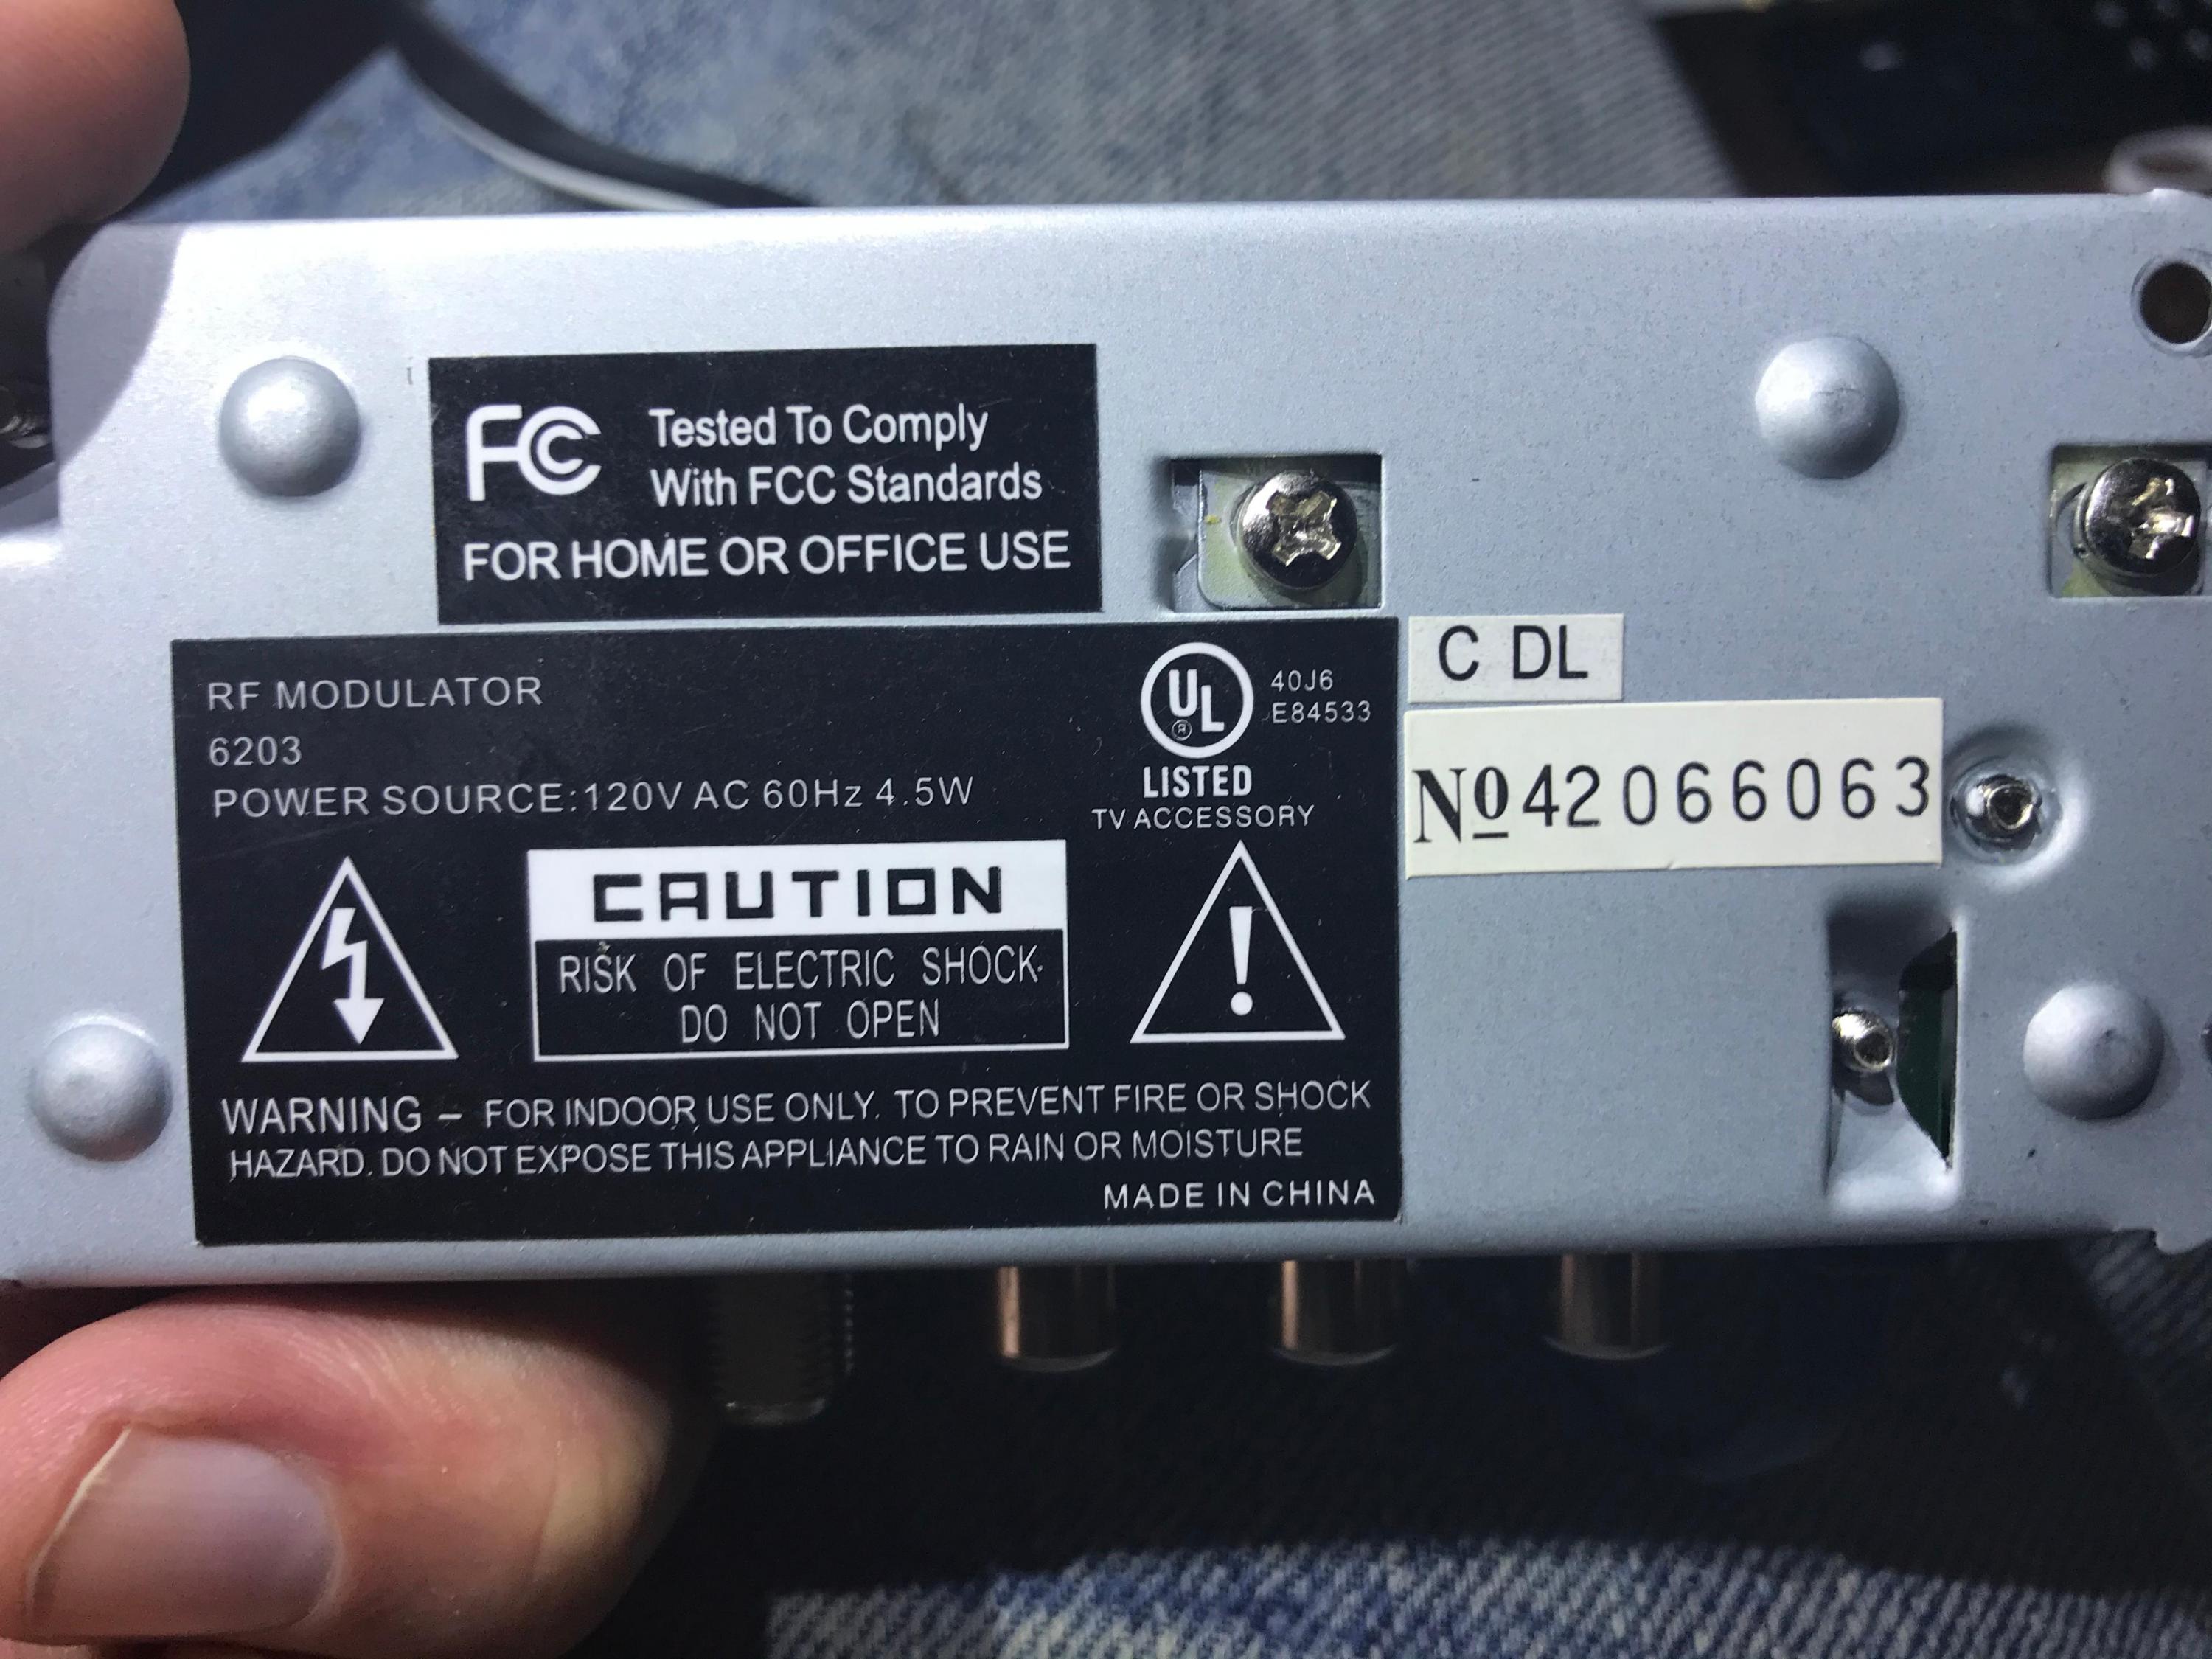 FC Tested To Comply
With FCC Standards
FOR HOME OR OFFICE USE
RF MODULATOR
6203
POWER SOURCE:120V AC 60Hz 4.5W
UL ®
40J6
E84533
LISTED
TV ACCESSORY
C DL
No 42066063
CAUTION
RISK OF ELECTRIC SHOCK
DO NOT OPEN
!
WARNING – FOR INDOOR USE ONLY. TO PREVENT FIRE OR SHOCK
HAZARD. DO NOT EXPOSE THIS APPLIANCE TO RAIN OR MOISTURE
MADE IN CHINA